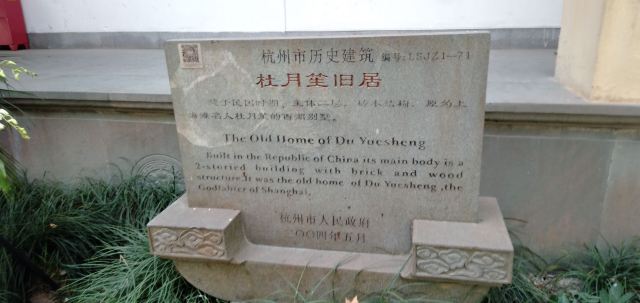 杭州市历史建筑 编号:LSJZ1—71
杜月笙旧居
建于民国时期。主体二层,砖木结构,原为上
海滩名人杜月笙的西湖别墅。
The Old Home of Du Yuesheng
Built in the Republic of China its main body is a
2-storied building with brick and wood
structure.It was the old home of Du Yuesheng ,the
Godfather of Shanghai.
杭州市人民政府
二〇〇四年五月